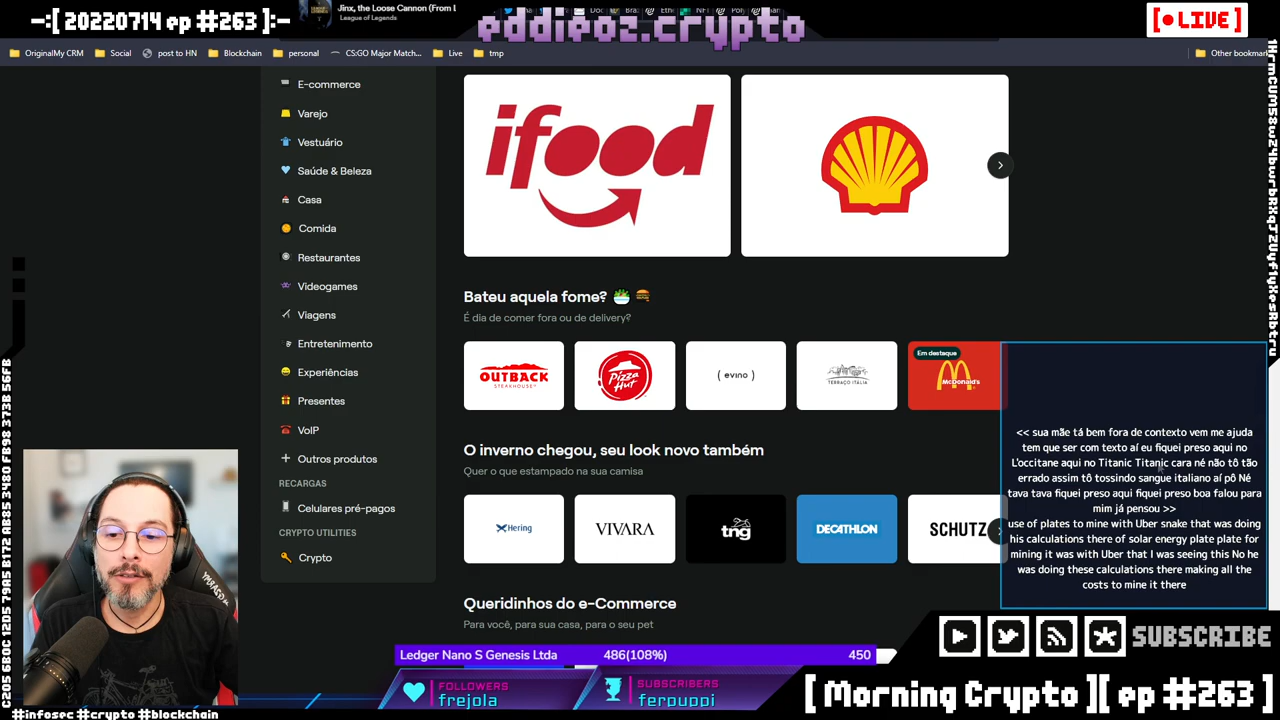 -:[ 20220714 ep #263 ]:-
Jinx, the Loose Cannon (From L
League of Legends
eddieoz.crypto
[● LIVE ]
OriginalMy CRM
Social
post to HN
Blockchain
personal
CS:GO Major Match...
Live
tmp
Other bookmar
E-commerce
Varejo
Vestuário
Saúde & Beleza
Casa
Comida
Restaurantes
Videogames
Viagens
Entretenimento
Experiências
Presentes
VoIP
Outros produtos
RECARGAS
Celulares pré-pagos
CRYPTO UTILITIES
Crypto
ifood
Bateu aquela fome?
É dia de comer fora ou de delivery?
OUTBACK
STEAKHOUSE
Pizza Hut
( evino )
TERRAÇO ITÁLIA
Em destaque
McDonald's
O inverno chegou, seu look novo também
Quer o que estampado na sua camisa
Hering
VIVARA
tng
DECATHLON
SCHUTZ
Queridinhos do e-Commerce
Para você, para sua casa, para o seu pet
<< sua mãe tá bem fora de contexto vem me ajuda
tem que ser com texto aí eu fiquei preso aqui no
L'occitane aqui no Titanic Titanic cara né não tô tão
errado assim tô tossindo sangue italiano aí pô Né
tava tava fiquei preso aqui fiquei preso boa falou para
mim já pensou >>
use of plates to mine with Uber snake that was doing
his calculations there of solar energy plate plate for
mining it was with Uber that I was seeing this No he
was doing these calculations there making all the
costs to mine it there
Ledger Nano S Genesis Ltda
486(108%)
450
FOLLOWERS
frejola
SUBSCRIBERS
ferpuppi
SUBSCRIBE
[ Morning Crypto ][ ep #263 ]
#infosec #crypto #blockchain